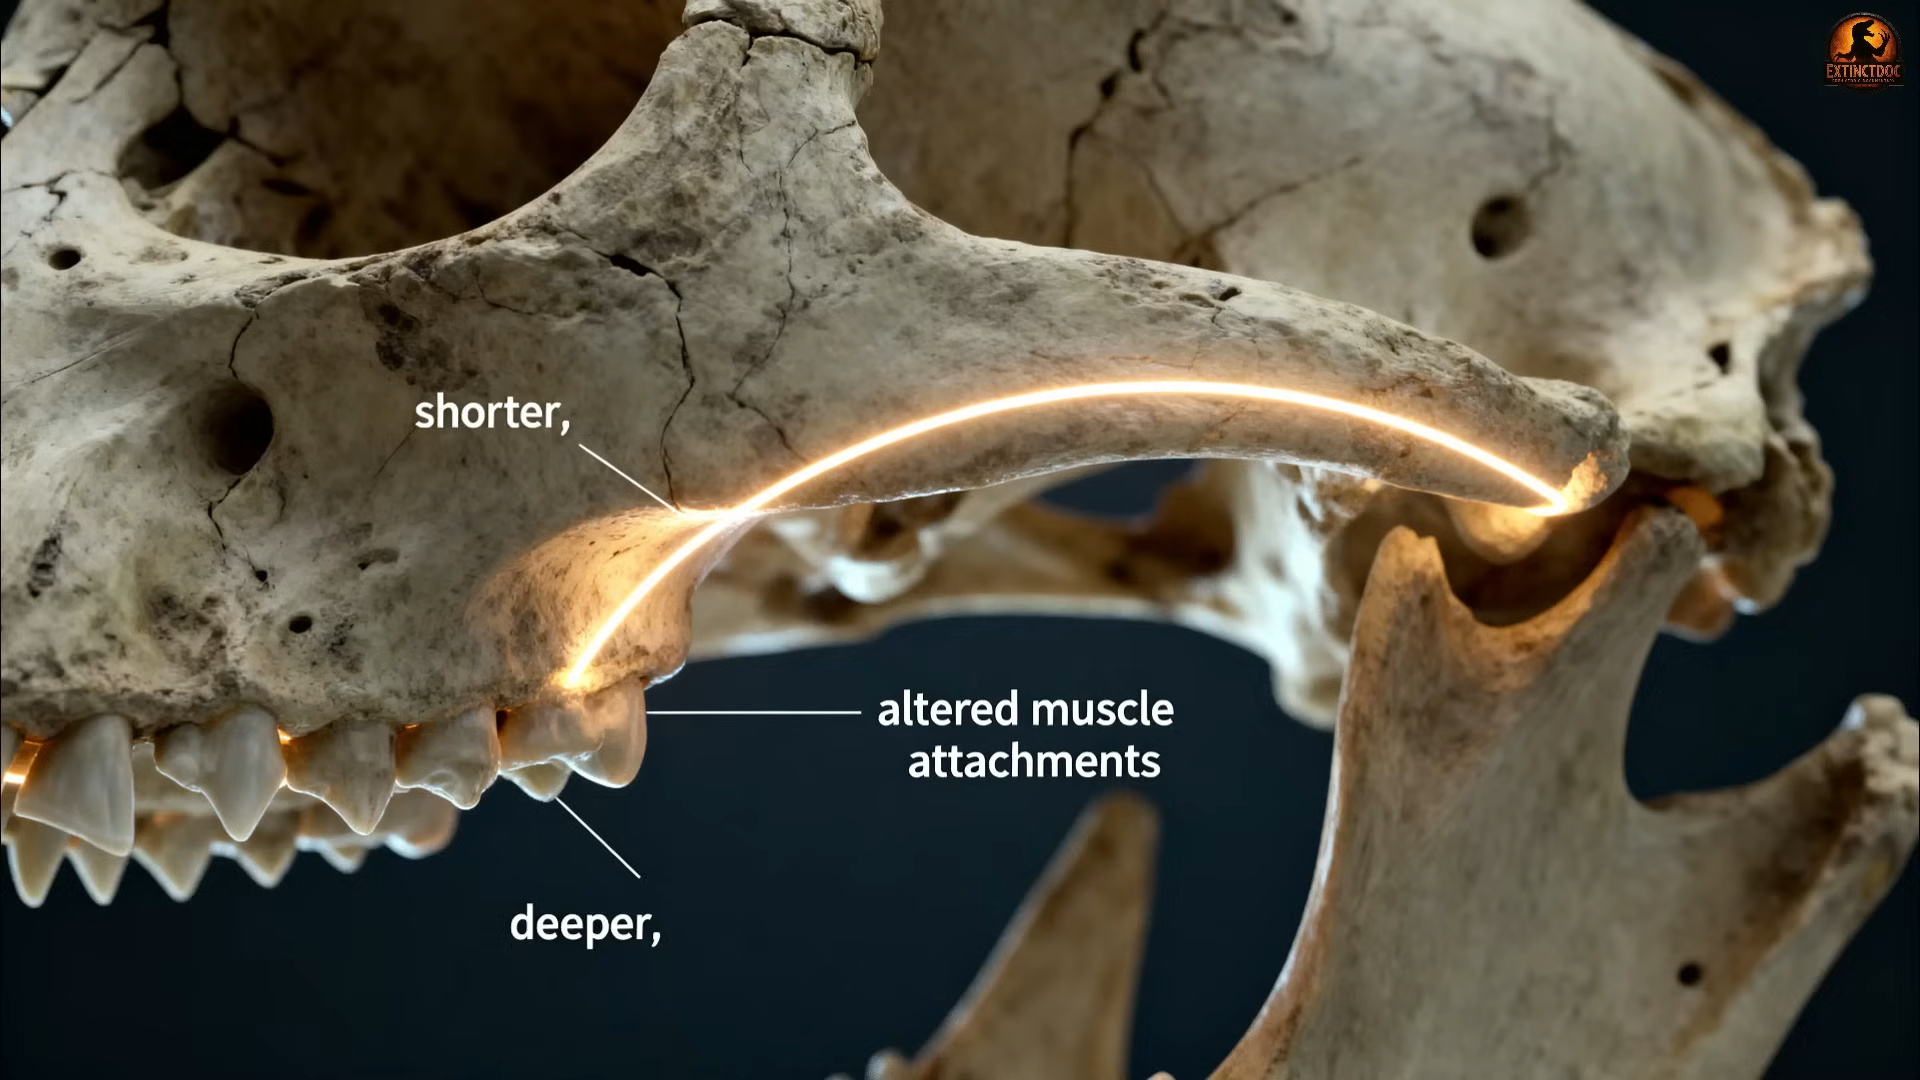 EXTINCTDOC
shorter,
altered muscle
attachments
deeper,